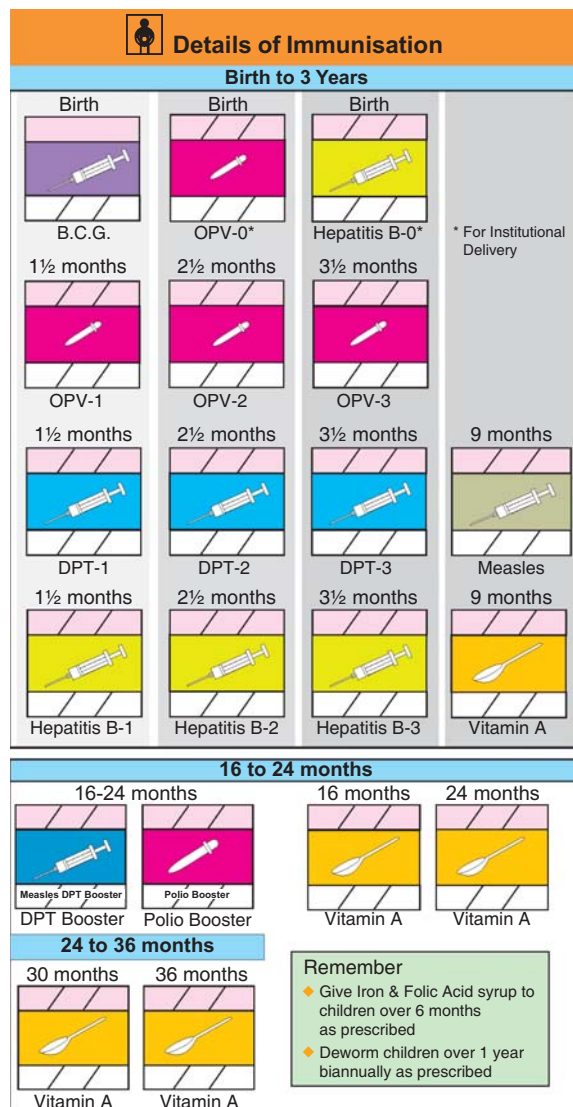 Details of Immunisation
Birth to 3 Years
Birth Birth Birth
B.C.G. OPV-0* Hepatitis B-0* * For Institutional
Delivery
1½ months 2½ months 3½ months
OPV-1 OPV-2 OPV-3
1½ months 2½ months 3½ months 9 months
DPT-1 DPT-2 DPT-3 Measles
1½ months 2½ months 3½ months 9 months
Hepatitis B-1 Hepatitis B-2 Hepatitis B-3 Vitamin A
16 to 24 months
16-24 months 16 months 24 months
Measles DPT Booster Polio Booster
DPT Booster Polio Booster Vitamin A Vitamin A
24 to 36 months
30 months 36 months
Vitamin A Vitamin A
Remember
Give Iron & Folic Acid syrup to
children over 6 months
as prescribed
Deworm children over 1 year
biannually as prescribed